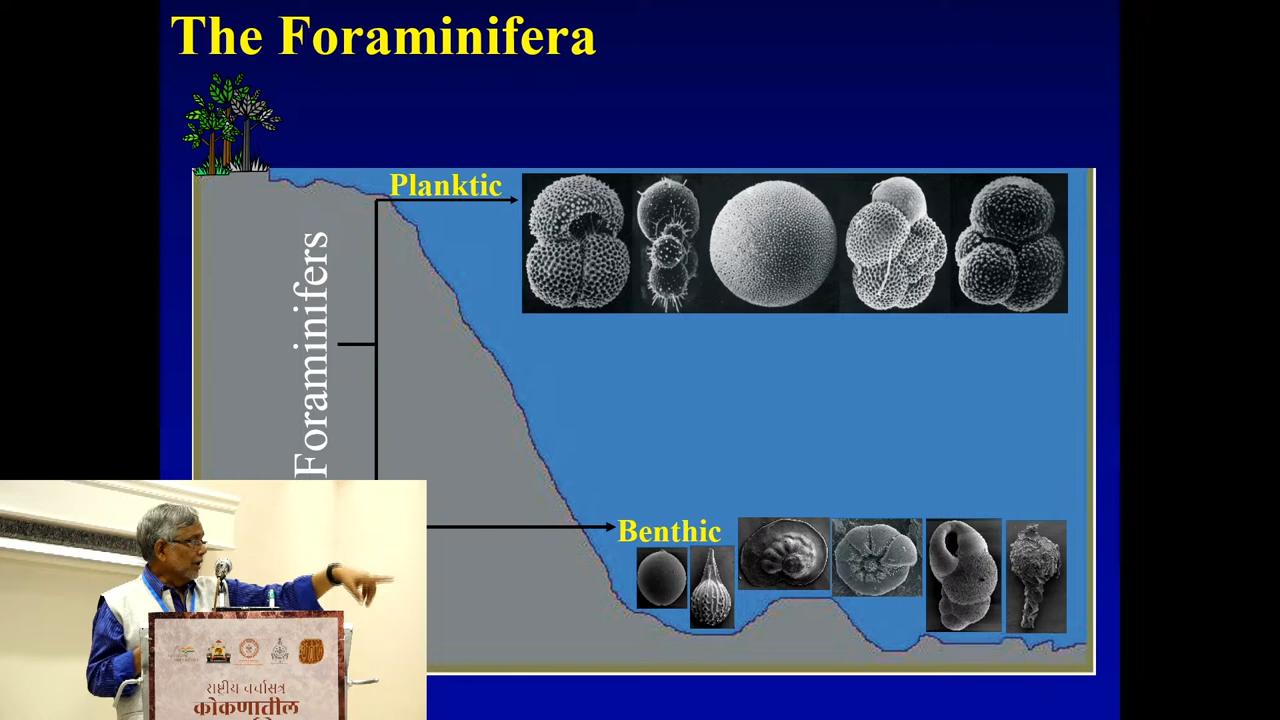 The Foraminifera
Planktic
Foraminifers
Benthic
राष्ट्रीय चर्चासत्र
कोकणातील